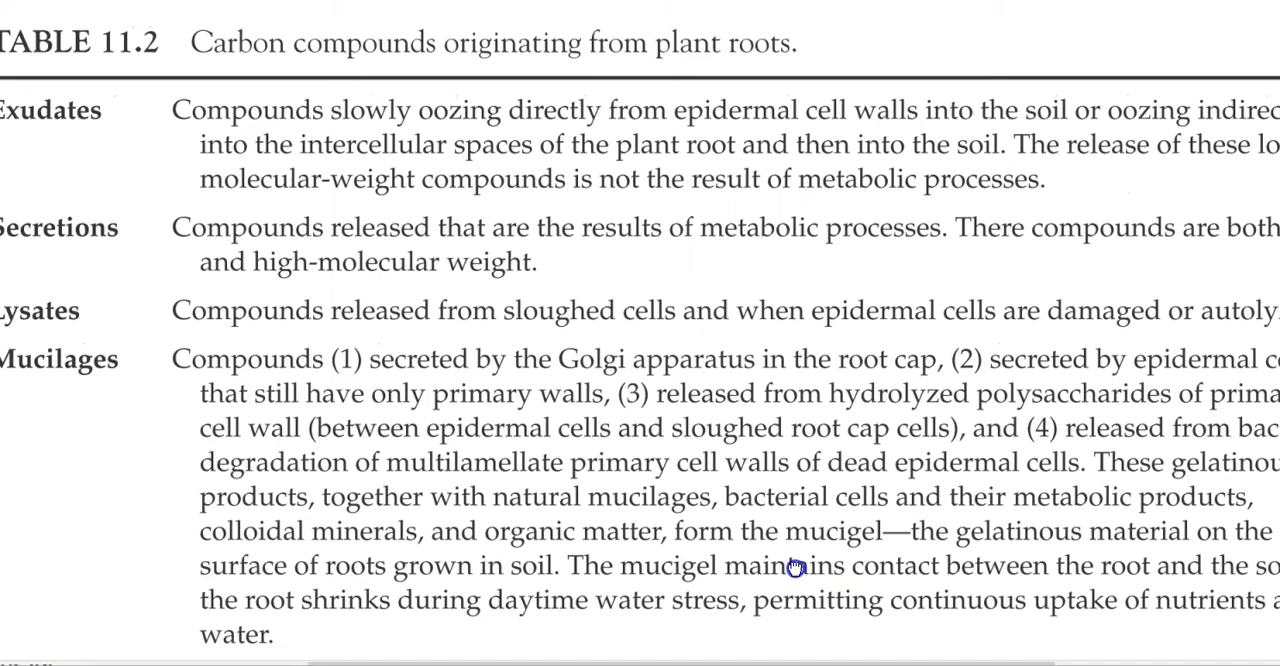 TABLE 11.2 Carbon compounds originating from plant roots.
Exudates Compounds slowly oozing directly from epidermal cell walls into the soil or oozing
into the intercellular spaces of the plant root and then into the soil. The release of these
molecular-weight compounds is not the result of metabolic processes.
Secretions Compounds released that are the results of metabolic processes. There compounds are both
and high-molecular weight.
Lysates Compounds released from sloughed cells and when epidermal cells are damaged or
Mucilages Compounds (1) secreted by the Golgi apparatus in the root cap, (2) secreted by epidermal
that still have only primary walls, (3) released from hydrolyzed polysaccharides of
cell wall (between epidermal cells and sloughed root cap cells), and (4) released from
degradation of multilamellate primary cell walls of dead epidermal cells. These
products, together with natural mucilages, bacterial cells and their metabolic products,
colloidal minerals, and organic matter, form the mucigel—the gelatinous material on the
surface of roots grown in soil. The mucigel maintains contact between the root and the
the root shrinks during daytime water stress, permitting continuous uptake of nutrients
water.